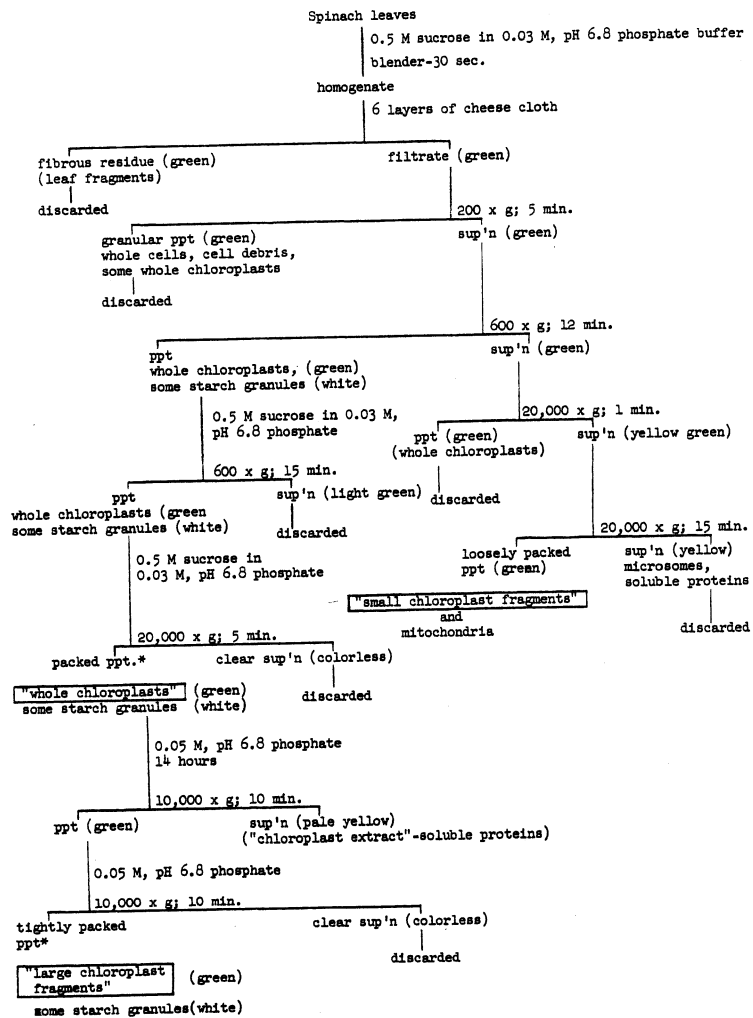 Spinach leaves
0.5 M sucrose in 0.03 M, pH 6.8 phosphate buffer
blender-30 sec.
homogenate
6 layers of cheese cloth
fibrous residue (green)
(leaf fragments)
discarded
filtrate (green)
200 x g; 5 min.
granular ppt (green)
whole cells, cell debris,
some whole chloroplasts
discarded
sup'n (green)
600 x g; 12 min.
ppt
whole chloroplasts, (green)
some starch granules (white)
sup'n (green)
0.5 M sucrose in 0.03 M,
pH 6.8 phosphate
20,000 x g; 1 min.
ppt (green)
(whole chloroplasts)
discarded
sup'n (yellow green)
600 x g; 15 min.
ppt
whole chloroplasts (green
some starch granules (white)
sup'n (light green)
discarded
20,000 x g; 15 min.
loosely packed
ppt (green)
"small chloroplast fragments"
and
mitochondria
sup'n (yellow)
microsomes,
soluble proteins
discarded
0.5 M sucrose in
0.03 M, pH 6.8 phosphate
20,000 x g; 5 min.
packed ppt.*
"whole chloroplasts" (green)
some starch granules (white)
clear sup'n (colorless)
discarded
0.05 M, pH 6.8 phosphate
14 hours
10,000 x g; 10 min.
ppt (green)
sup'n (pale yellow)
("chloroplast extract"-soluble proteins)
0.05 M, pH 6.8 phosphate
10,000 x g; 10 min.
tightly packed
ppt*
"large chloroplast
fragments" (green)
some starch granules(white)
clear sup'n (colorless)
discarded